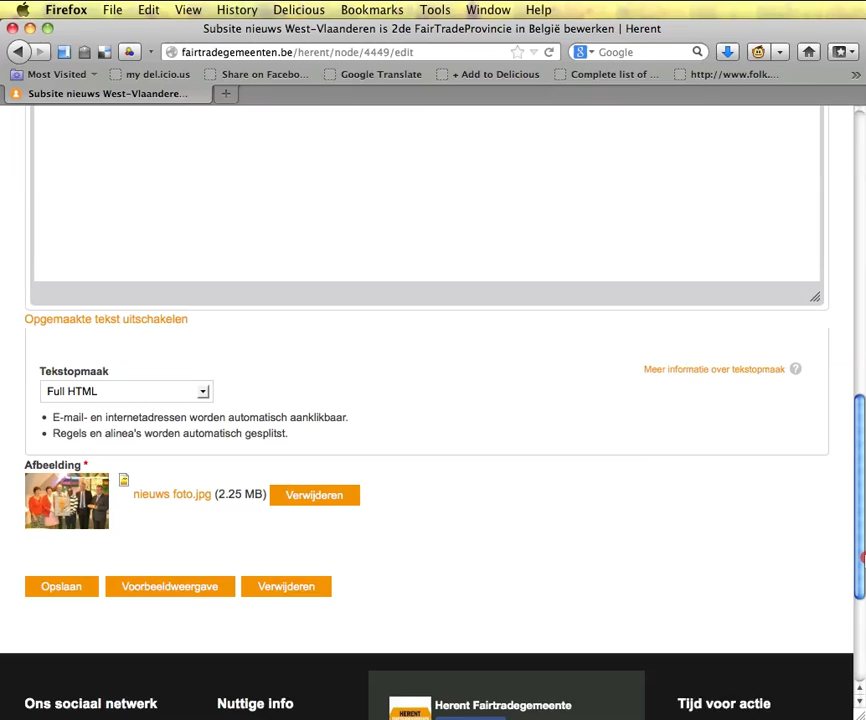 Firefox File Edit View History Delicious Bookmarks Tools Window Help
Subsite nieuws West-Vlaanderen is 2de FairTradeProvincie in België bewerken | Herent
fairtradegemeenten.be/herent/node/4449/edit
Google
Most Visited my del.icio.us Share on Facebo... Google Translate + Add to Delicious Complete list of ... http://www.folk....
Subsite nieuws West-Vlaandere...
Opgemaakte tekst uitschakelen
Tekstopmaak
Meer informatie over tekstopmaak ?
Full HTML
E-mail- en internetadressen worden automatisch aanklikbaar.
Regels en alinea's worden automatisch gesplitst.
Afbeelding *
nieuws foto.jpg (2.25 MB) Verwijderen
Opslaan Voorbeeldweergave Verwijderen
Ons sociaal netwerk Nuttige info Herent Fairtradegemeente Tijd voor actie
HERENT